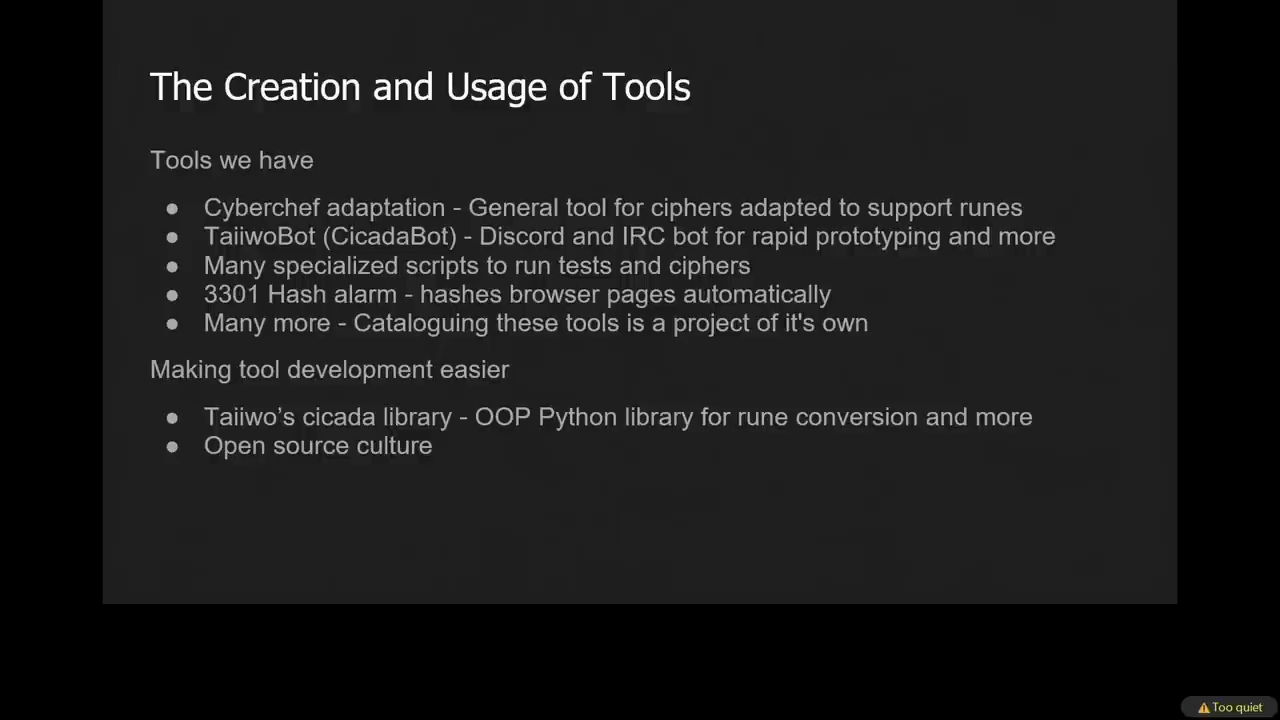 The Creation and Usage of Tools
Tools we have
● Cyberchef adaptation - General tool for ciphers adapted to support runes
● TaiiwoBot (CicadaBot) - Discord and IRC bot for rapid prototyping and more
● Many specialized scripts to run tests and ciphers
● 3301 Hash alarm - hashes browser pages automatically
● Many more - Cataloguing these tools is a project of it's own
Making tool development easier
● Taiiwo’s cicada library - OOP Python library for rune conversion and more
● Open source culture
Too quiet